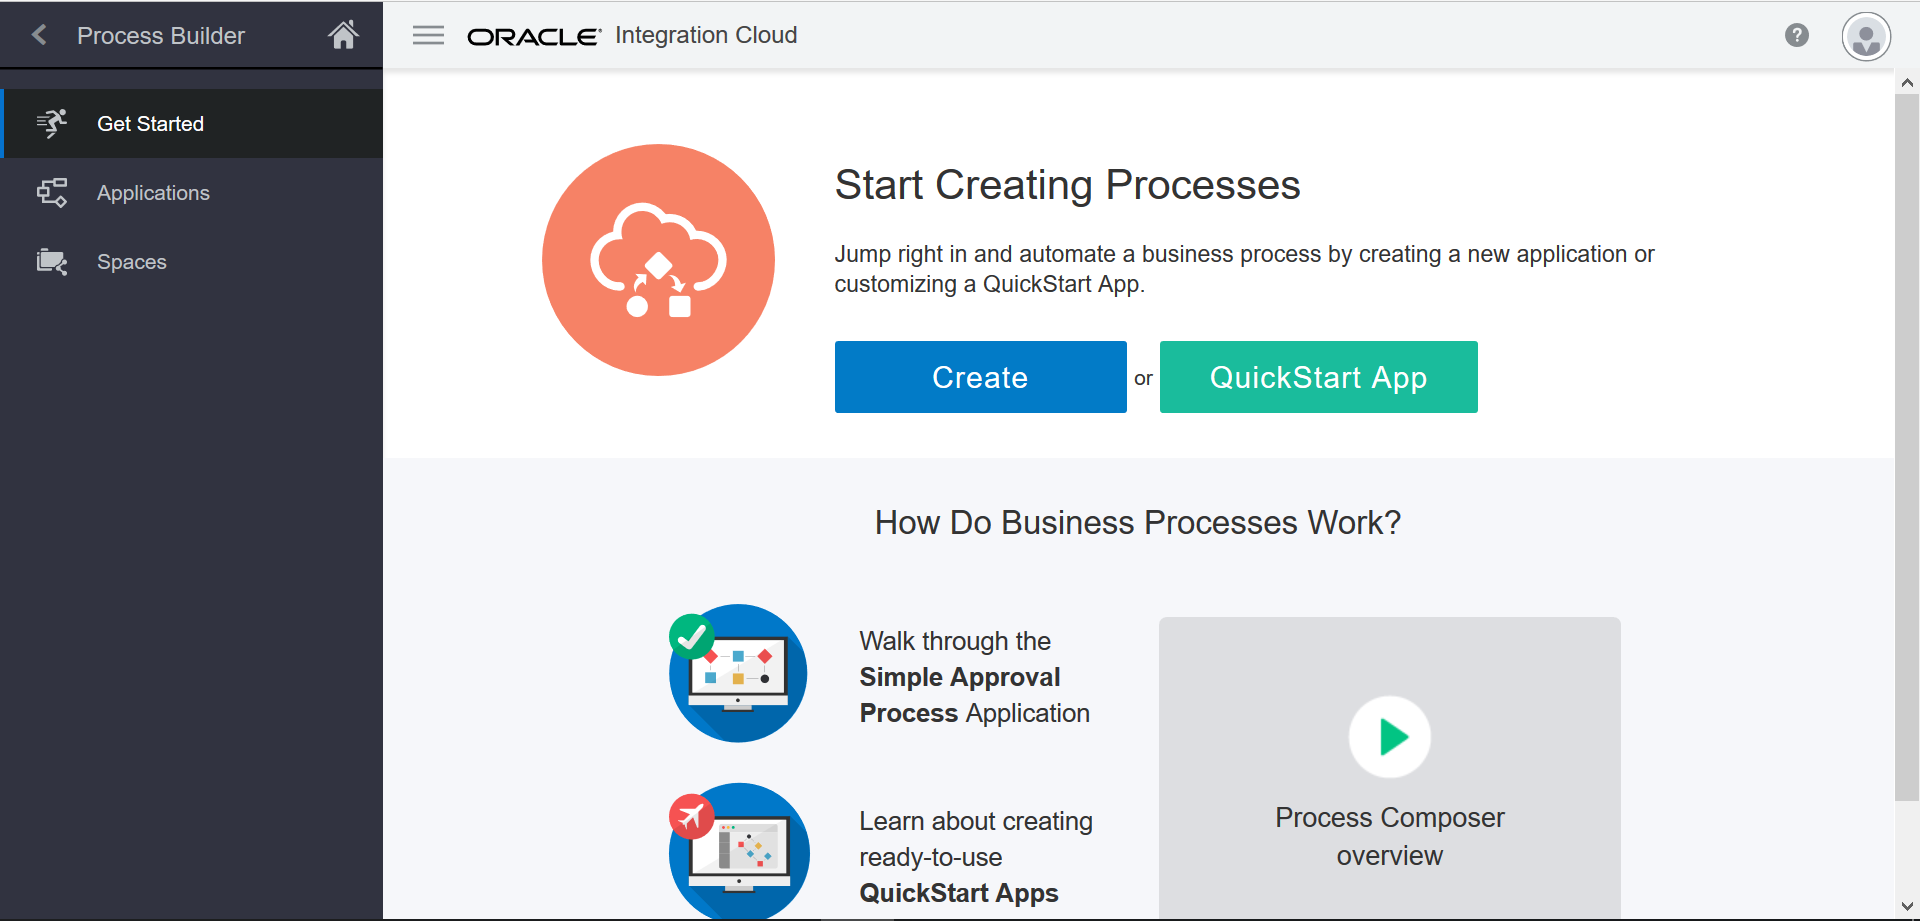 Process Builder
ORACLE Integration Cloud
?
Get Started
Applications
Spaces
Start Creating Processes
Jump right in and automate a business process by creating a new application or
customizing a QuickStart App.
Create or QuickStart App
How Do Business Processes Work?
Walk through the
Simple Approval
Process Application
Learn about creating
ready-to-use
QuickStart Apps
Process Composer
overview